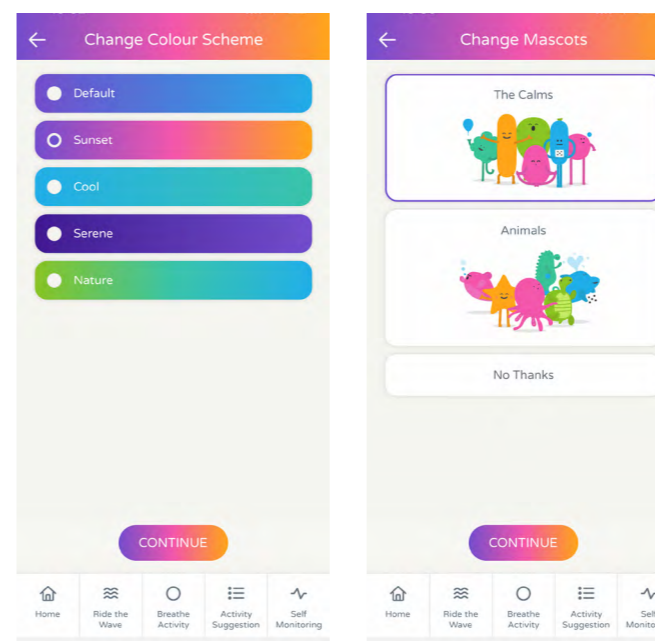 Change Colour Scheme
Default
Sunset
Cool
Serene
Nature
CONTINUE
Home
Ride the
Wave
Breathe
Activity
Activity
Suggestion
Self
Monitoring
Change Mascots
The Calms
Animals
No Thanks
CONTINUE
Home
Ride the
Wave
Breathe
Activity
Activity
Suggestion